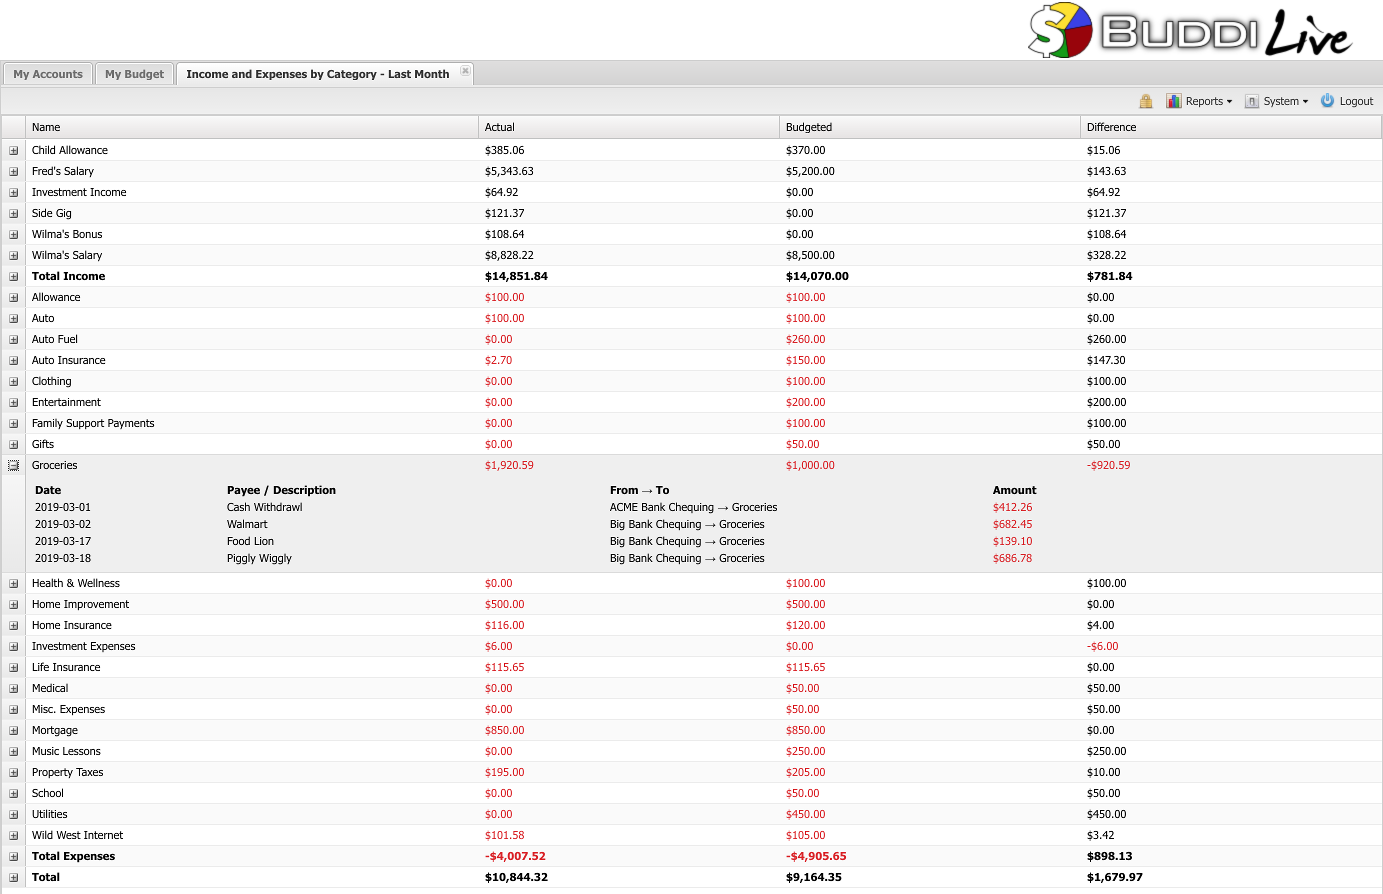 BUDDI Live
My Accounts My Budget Income and Expenses by Category - Last Month
Reports System Logout
Name Actual Budgeted Difference
Child Allowance $385.06 $370.00 $15.06
Fred's Salary $5,343.63 $5,200.00 $143.63
Investment Income $64.92 $0.00 $64.92
Side Gig $121.37 $0.00 $121.37
Wilma's Bonus $108.64 $0.00 $108.64
Wilma's Salary $8,828.22 $8,500.00 $328.22
Total Income $14,851.84 $14,070.00 $781.84
Allowance $100.00 $100.00 $0.00
Auto $100.00 $100.00 $0.00
Auto Fuel $0.00 $260.00 $260.00
Auto Insurance $2.70 $150.00 $147.30
Clothing $0.00 $100.00 $100.00
Entertainment $0.00 $200.00 $200.00
Family Support Payments $0.00 $100.00 $100.00
Gifts $0.00 $50.00 $50.00
Groceries $1,920.59 $1,000.00 -$920.59
Date Payee / Description From → To Amount
2019-03-01 Cash Withdrawl ACME Bank Chequing → Groceries $412.26
2019-03-02 Walmart Big Bank Chequing → Groceries $682.45
2019-03-17 Food Lion Big Bank Chequing → Groceries $139.10
2019-03-18 Piggly Wiggly Big Bank Chequing → Groceries $686.78
Health & Wellness $0.00 $100.00 $100.00
Home Improvement $500.00 $500.00 $0.00
Home Insurance $116.00 $120.00 $4.00
Investment Expenses $6.00 $0.00 -$6.00
Life Insurance $115.65 $115.65 $0.00
Medical $0.00 $50.00 $50.00
Misc. Expenses $0.00 $50.00 $50.00
Mortgage $850.00 $850.00 $0.00
Music Lessons $0.00 $250.00 $250.00
Property Taxes $195.00 $205.00 $10.00
School $0.00 $50.00 $50.00
Utilities $0.00 $450.00 $450.00
Wild West Internet $101.58 $105.00 $3.42
Total Expenses -$4,007.52 -$4,905.65 $898.13
Total $10,844.32 $9,164.35 $1,679.97